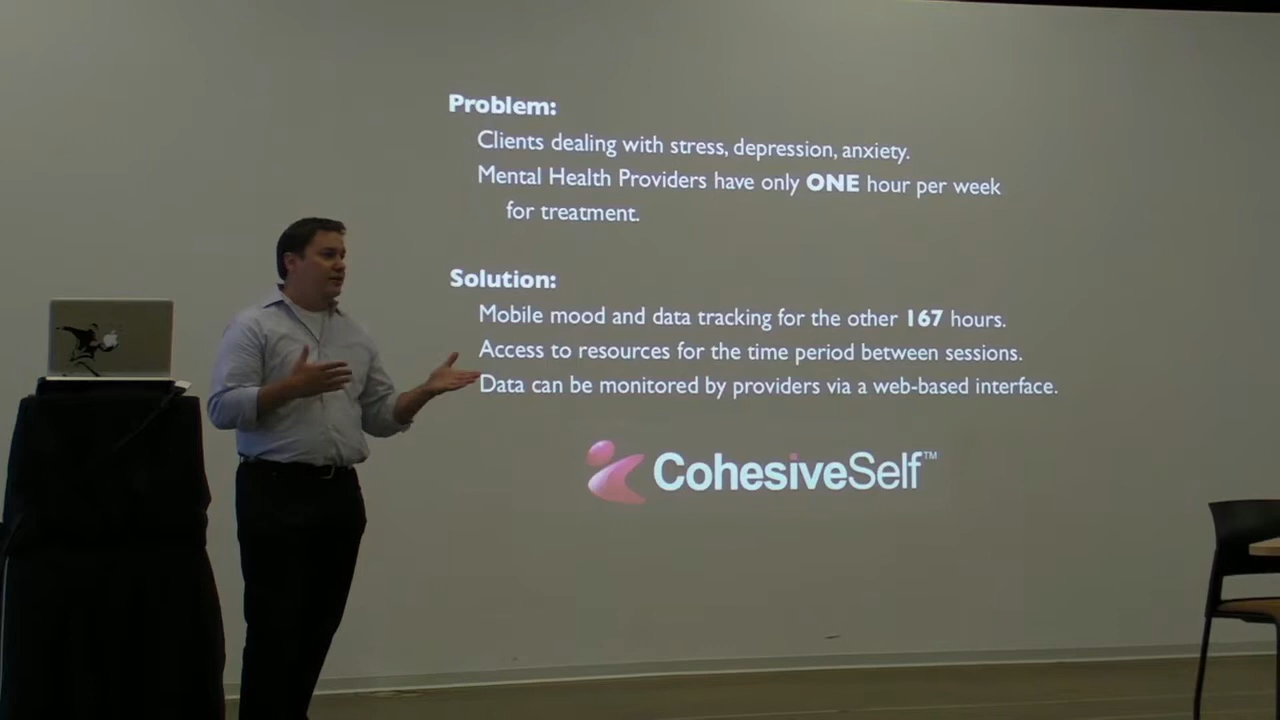 Problem:
Clients dealing with stress, depression, anxiety.
Mental Health Providers have only ONE hour per week
for treatment.
Solution:
Mobile mood and data tracking for the other 167 hours.
Access to resources for the time period between sessions.
Data can be monitored by providers via a web-based interface.
CohesiveSelf™